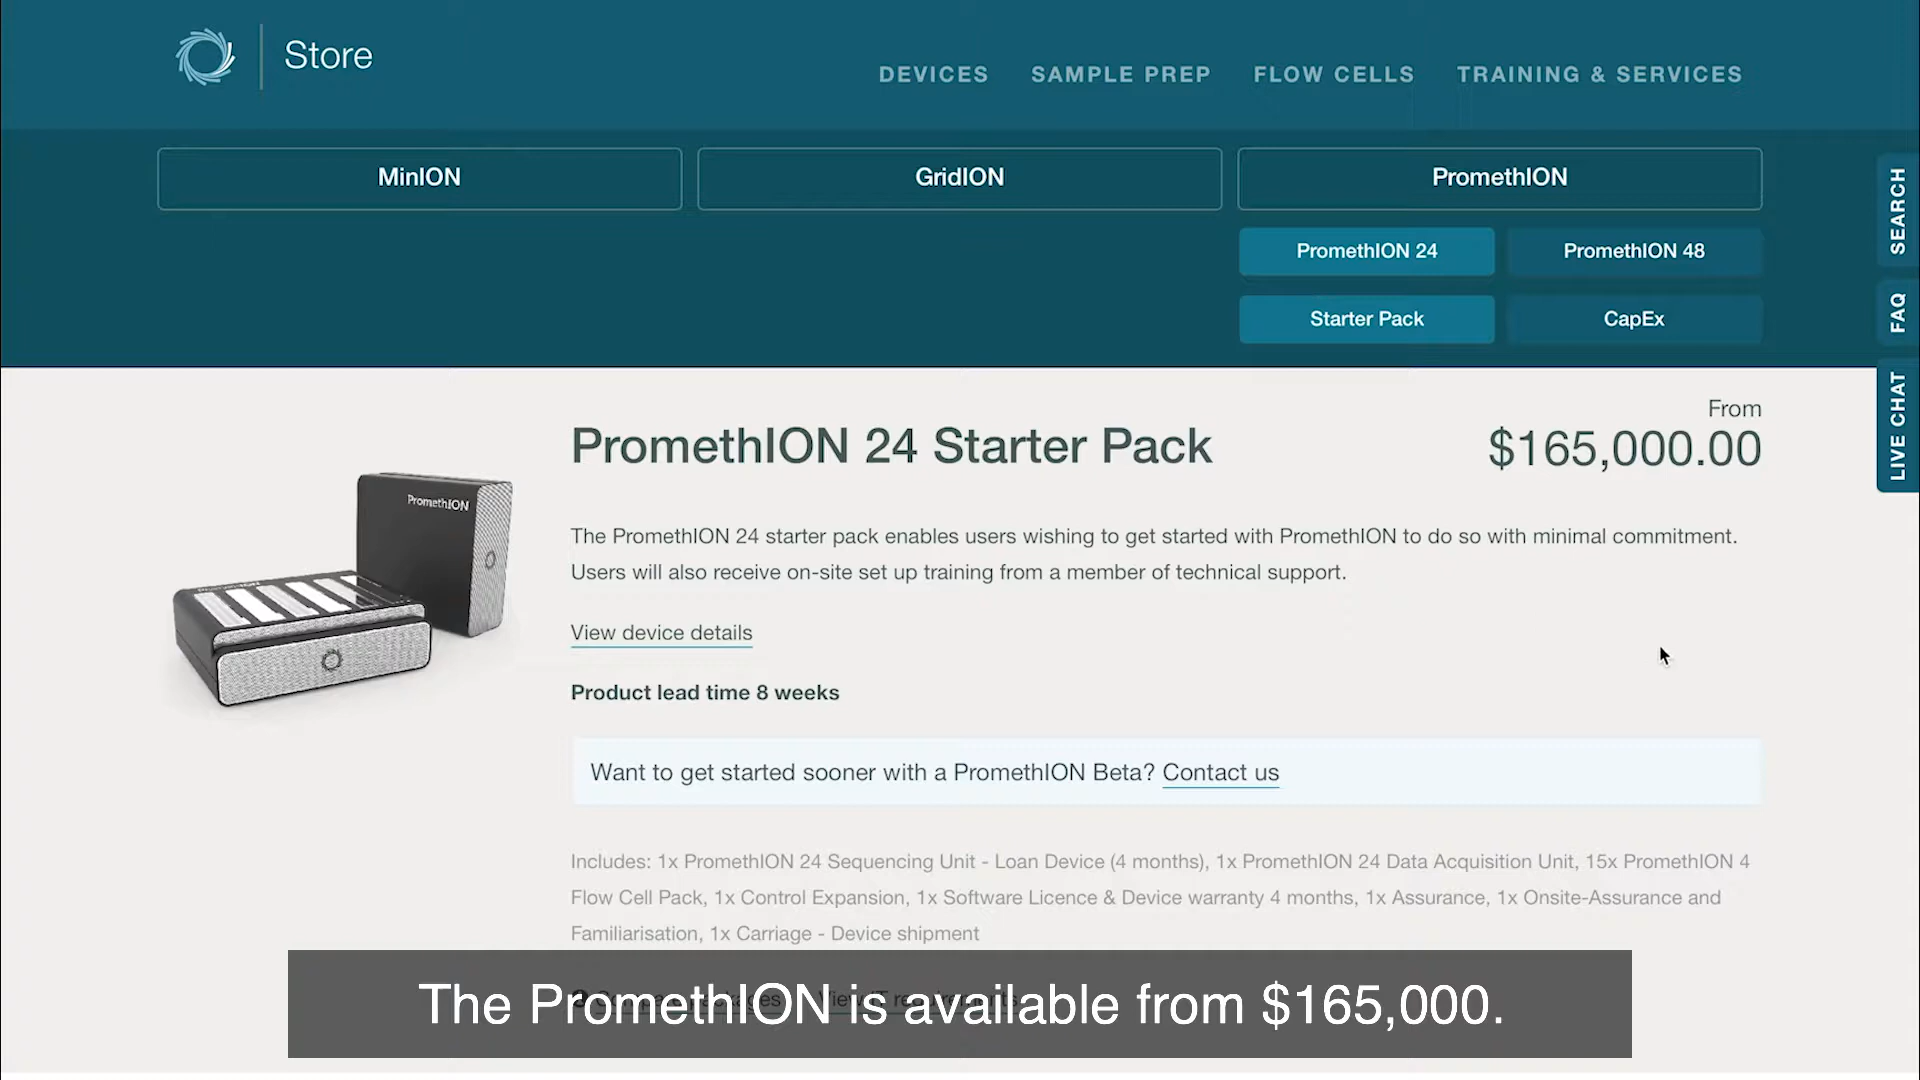 Store
DEVICES SAMPLE PREP FLOW CELLS TRAINING & SERVICES
MinION GridION PromethION
PromethION 24 PromethION 48
Starter Pack CapEx
SEARCH
FAQ
LIVE CHAT
From
PromethION 24 Starter Pack $165,000.00
PromethION
The PromethION 24 starter pack enables users wishing to get started with PromethION to do so with minimal commitment.
Users will also receive on-site set up training from a member of technical support.
View device details
Product lead time 8 weeks
Want to get started sooner with a PromethION Beta? Contact us
Includes: 1x PromethION 24 Sequencing Unit - Loan Device (4 months), 1x PromethION 24 Data Acquisition Unit, 15x PromethION 4
Flow Cell Pack, 1x Control Expansion, 1x Software Licence & Device warranty 4 months, 1x Assurance, 1x Onsite-Assurance and
Familiarisation, 1x Carriage - Device shipment
The PromethION is available from $165,000.